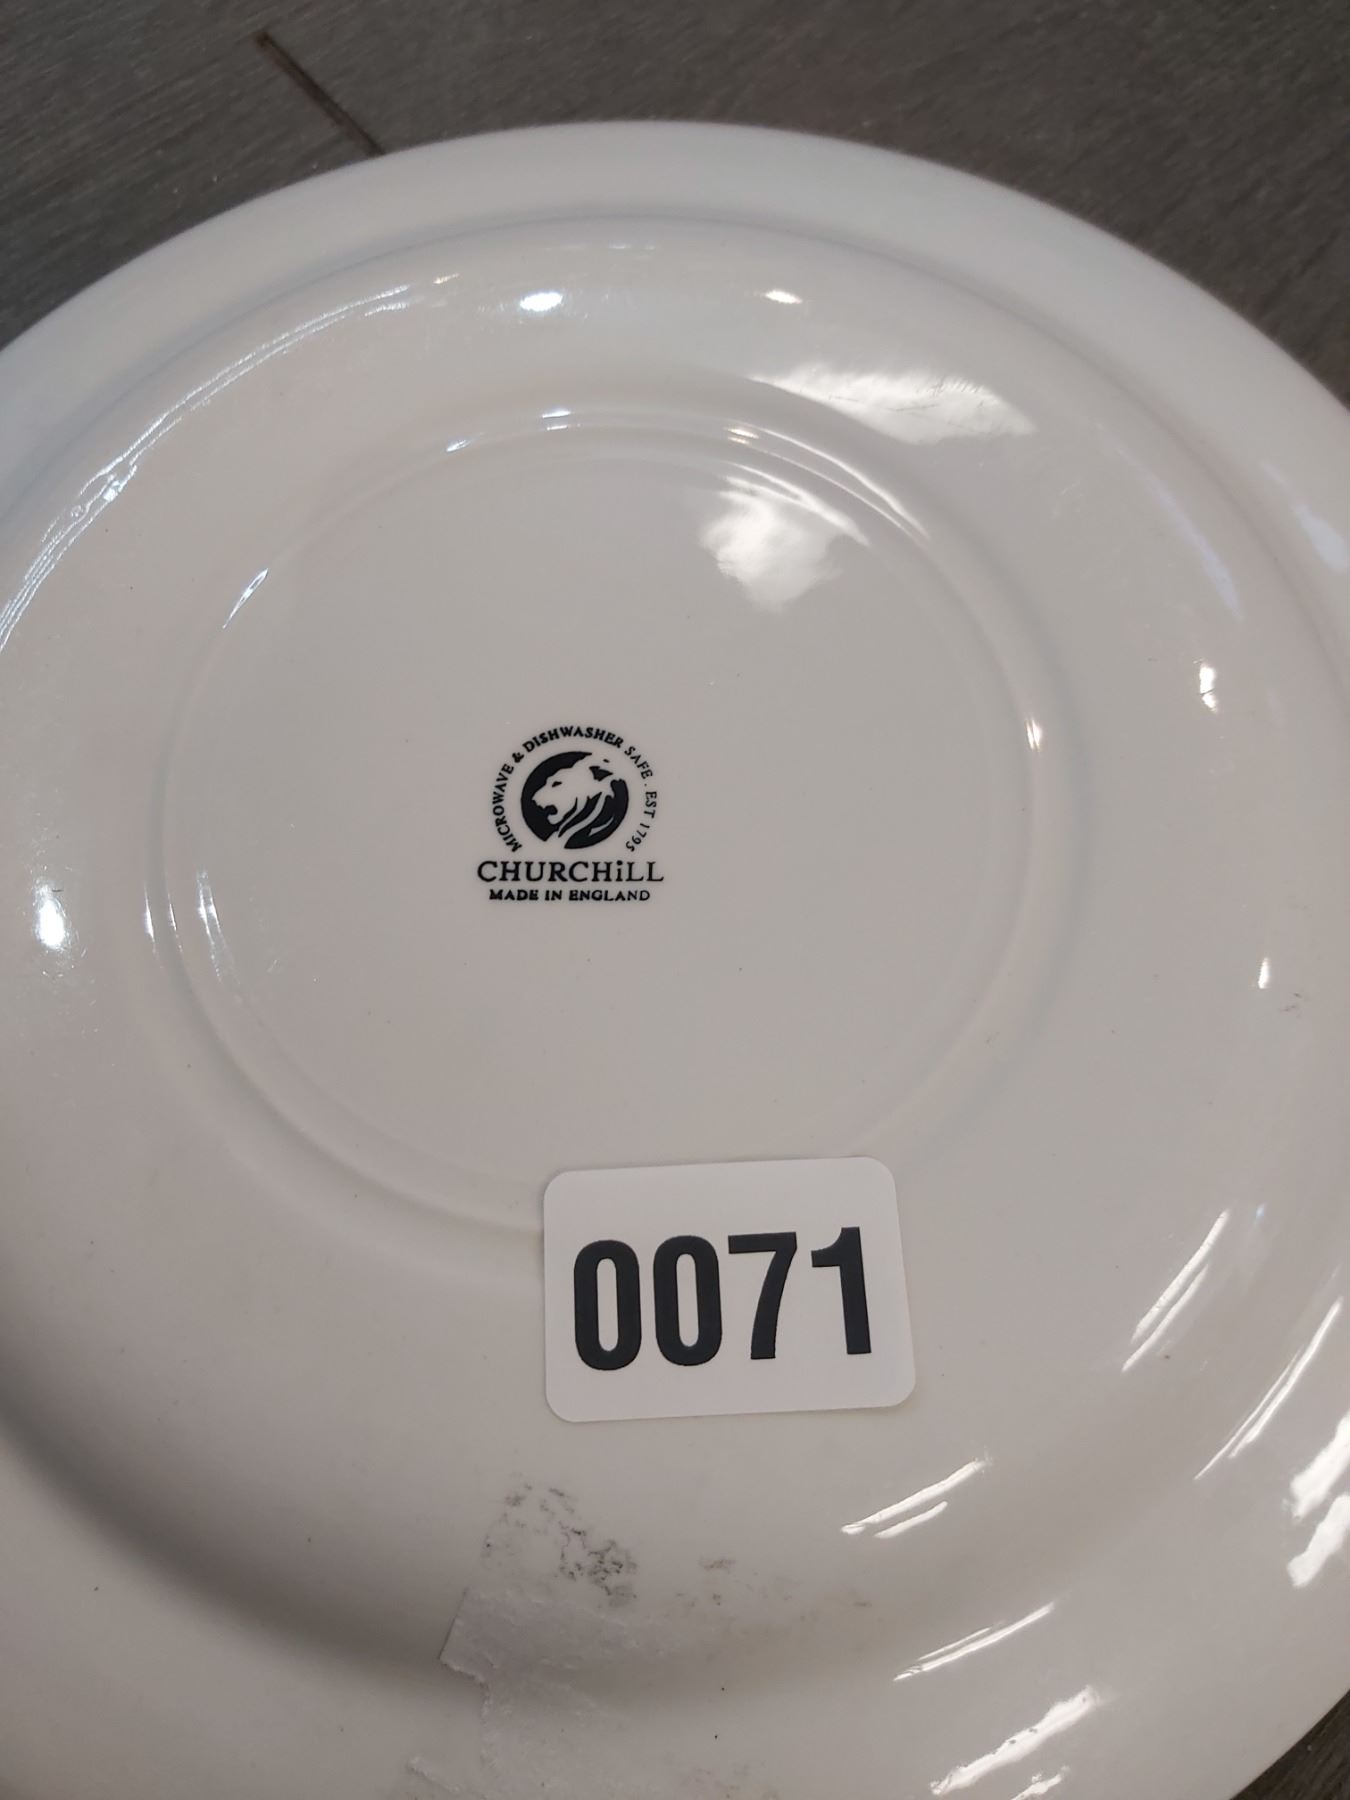 MICROWAVE & DISHWASHER SAFE . EST 1795
CHURCHiLL
MADE IN ENGLAND
0071